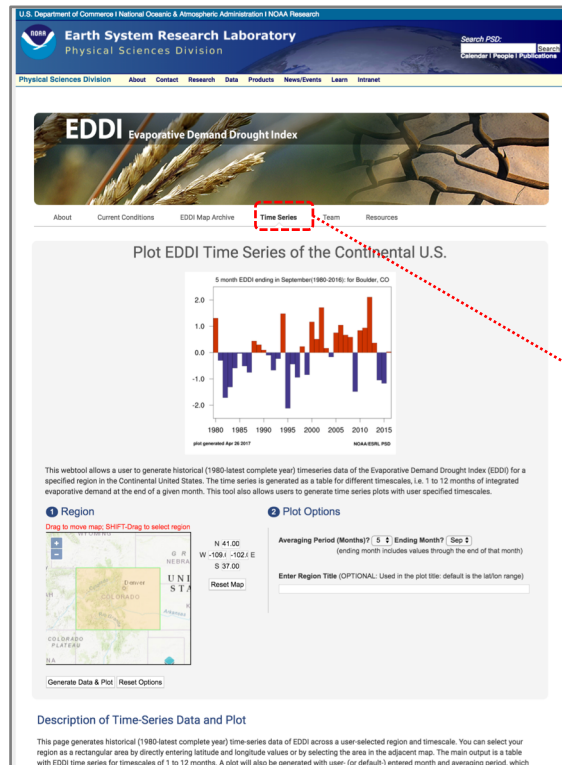 U.S. Department of Commerce | National Oceanic & Atmospheric Administration | NOAA Research
NOAA
Earth System Research Laboratory
Physical Sciences Division
Search PSD:
Search
Calendar | People | Publications
Physical Sciences Division About Contact Research Data Products News/Events Learn Intranet
EDDI Evaporative Demand Drought Index
About Current Conditions EDDI Map Archive Time Series Team Resources
Plot EDDI Time Series of the Continental U.S.
5 month EDDI ending in September(1980-2016): for Boulder, CO
2.0
1.0
0.0
-1.0
-2.0
1980 1985 1990 1995 2000 2005 2010 2015
plot generated Apr 26 2017 NOAA/ESRL PSD
This webtool allows a user to generate historical (1980-latest complete year) timeseries data of the Evaporative Demand Drought Index (EDDI) for a
specified region in the Continental United States. The time series is generated as a table for different timescales, i.e. 1 to 12 months of integrated
evaporative demand at the end of a given month. This tool also allows users to generate time series plots with user specified timescales.
1 Region
2 Plot Options
Drag to move map; SHIFT-Drag to select region
WYOMING
G R
NEBRA
Denver
UNI
STA
COLORADO
Arkansas
COLORADO
PLATEAU
N 41.00
W -109.( -102.( E
S 37.00
Reset Map
Averaging Period (Months)? 5 Ending Month? Sep
(ending month includes values through the end of that month)
Enter Region Title (OPTIONAL: Used in the plot title: default is the lat/lon range)
Generate Data & Plot Reset Options
Description of Time-Series Data and Plot
This page generates historical (1980-latest complete year) time-series data of EDDI across a user-selected region and timescale. You can select your
region as a rectangular area by directly entering latitude and longitude values or by selecting the area in the adjacent map. The main output is a table
with EDDI time series for timescales of 1 to 12 months. A plot will also be generated with user- (or default-) entered month and averaging period, which